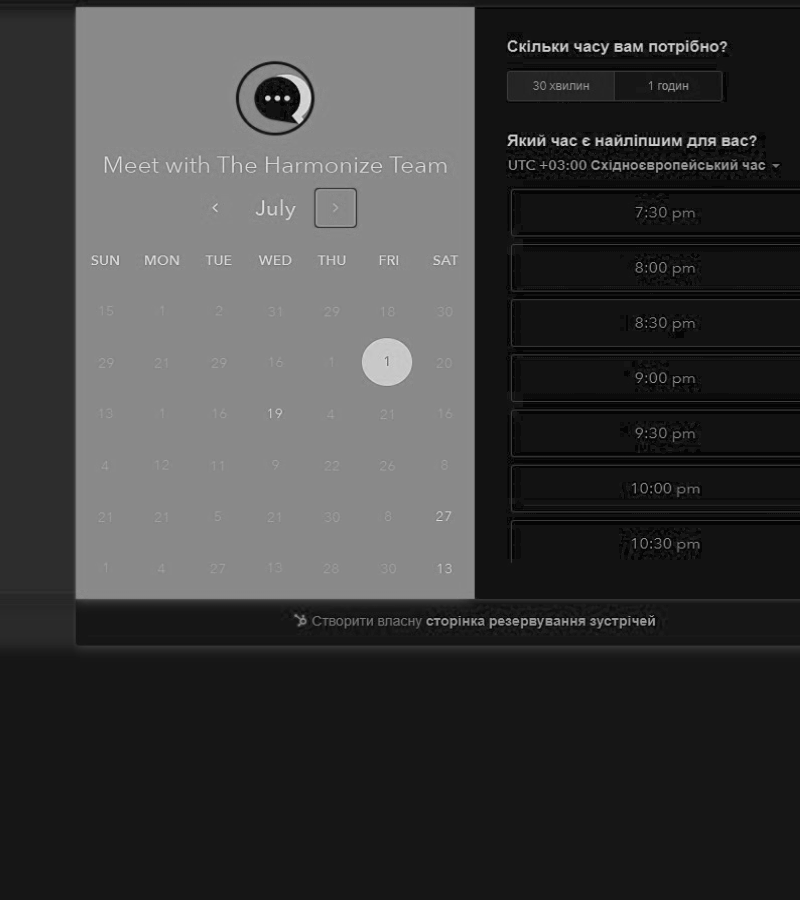 Meet with The Harmonize Team
July
SUN MON TUE WED THU FRI SAT
15 1 2 31 29 18 30
29 21 29 16 1 1 20
13 1 16 19 4 21 16
4 12 11 9 22 26 8
21 21 5 21 30 8 27
1 4 27 13 28 30 13
Скільки часу вам потрібно?
30 хвилин 1 годин
Який час є найліпшим для вас?
UTC +03:00 Східноєвропейський час
7:30 pm
8:00 pm
8:30 pm
9:00 pm
9:30 pm
10:00 pm
10:30 pm
Створити власну сторінка резервування зустрічей